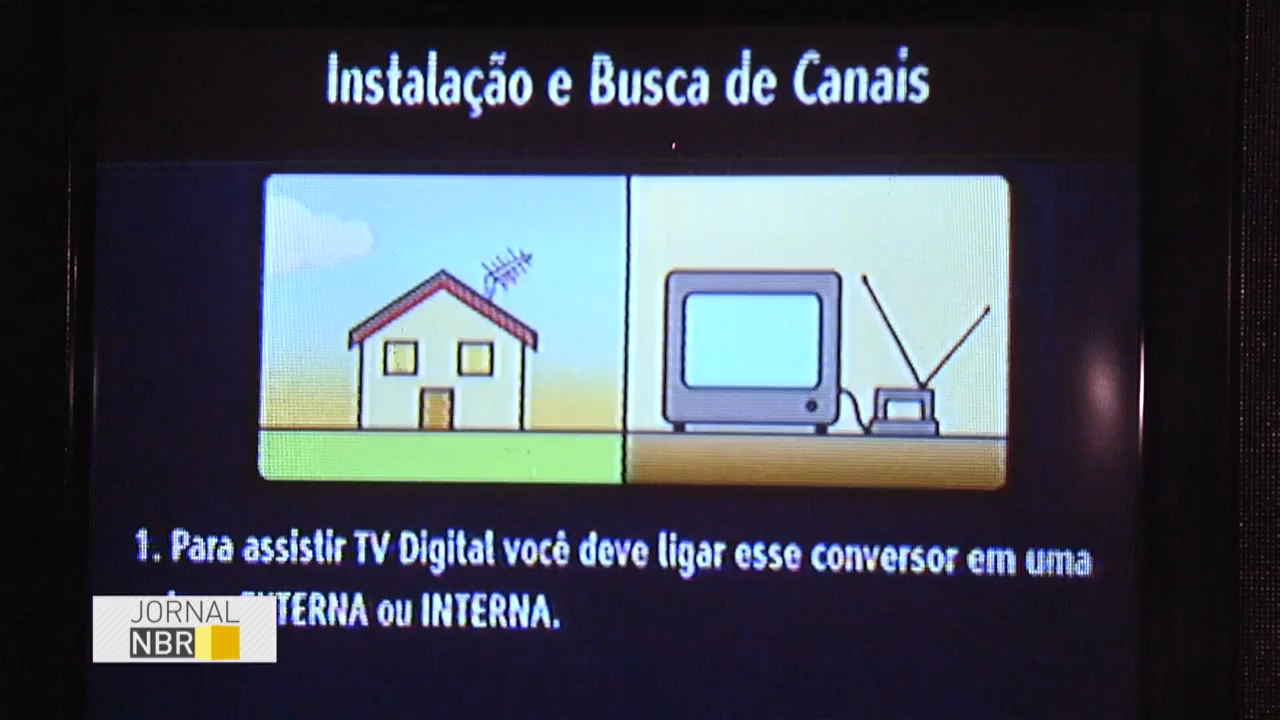 Instalação e Busca de Canais
1. Para assistir TV Digital você deve ligar esse conversor em uma
EXTERNA ou INTERNA.
JORNAL
NBR